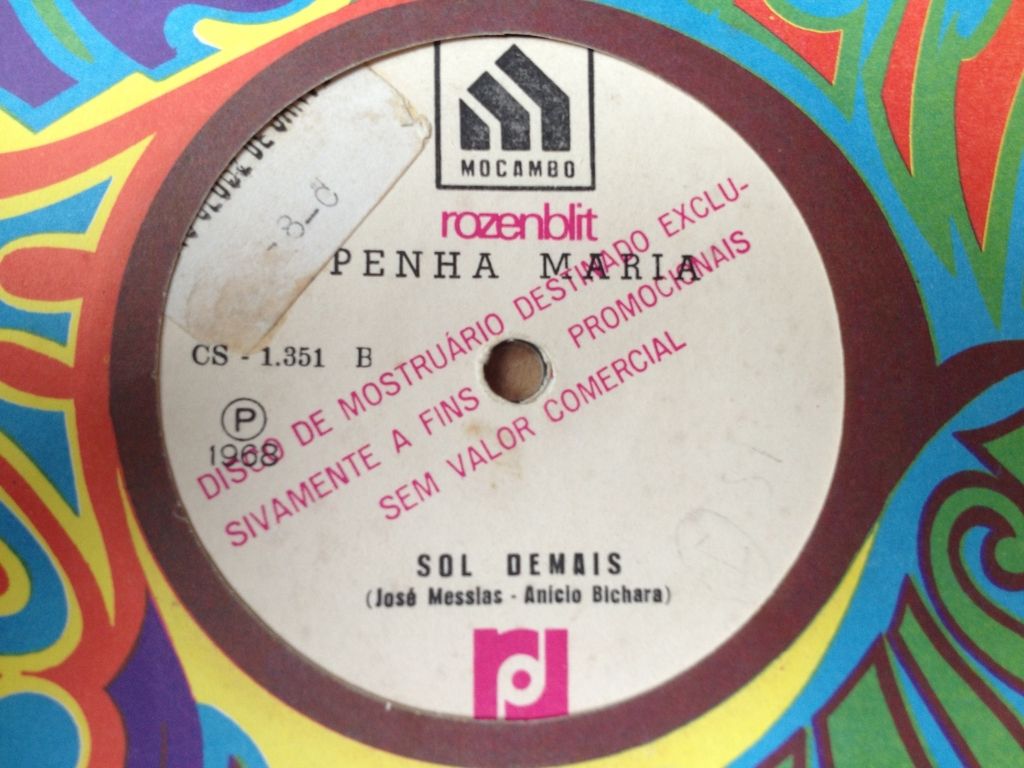 MOCAMBO
rozenblit
PENHA MARIA
CS - 1.351 B
P
1968
DISCO DE MOSTRUÁRIO DESTINADO EXCLU-
SIVAMENTE A FINS PROMOCIONAIS
SEM VALOR COMERCIAL
SOL DEMAIS
(José Messias - Anício Bichara)